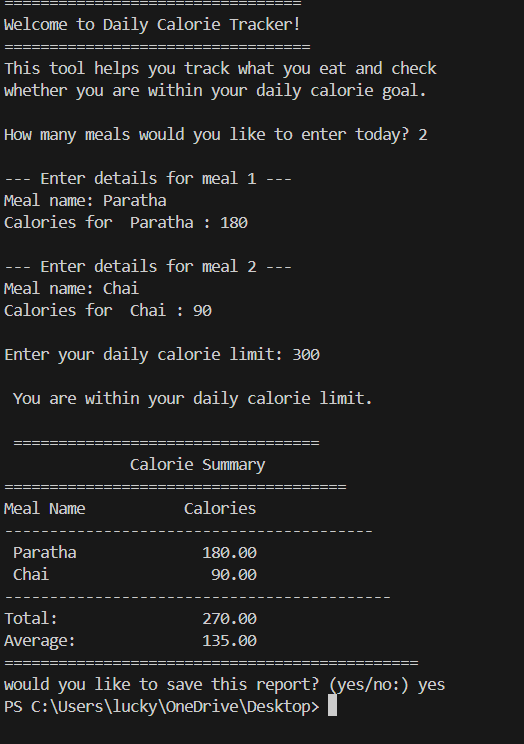 =================================
Welcome to Daily Calorie Tracker!
==================================
This tool helps you track what you eat and check
whether you are within your daily calorie goal.
How many meals would you like to enter today? 2
--- Enter details for meal 1 ---
Meal name: Paratha
Calories for  Paratha : 180
--- Enter details for meal 2 ---
Meal name: Chai
Calories for  Chai : 90
Enter your daily calorie limit: 300
 You are within your daily calorie limit.
 ==================================
              Calorie Summary
======================================
Meal Name           Calories
-----------------------------------------
 Paratha              180.00
 Chai                  90.00
-------------------------------------------
Total:                270.00
Average:              135.00
==============================================
would you like to save this report? (yes/no:) yes
PS C:\Users\lucky\OneDrive\Desktop>